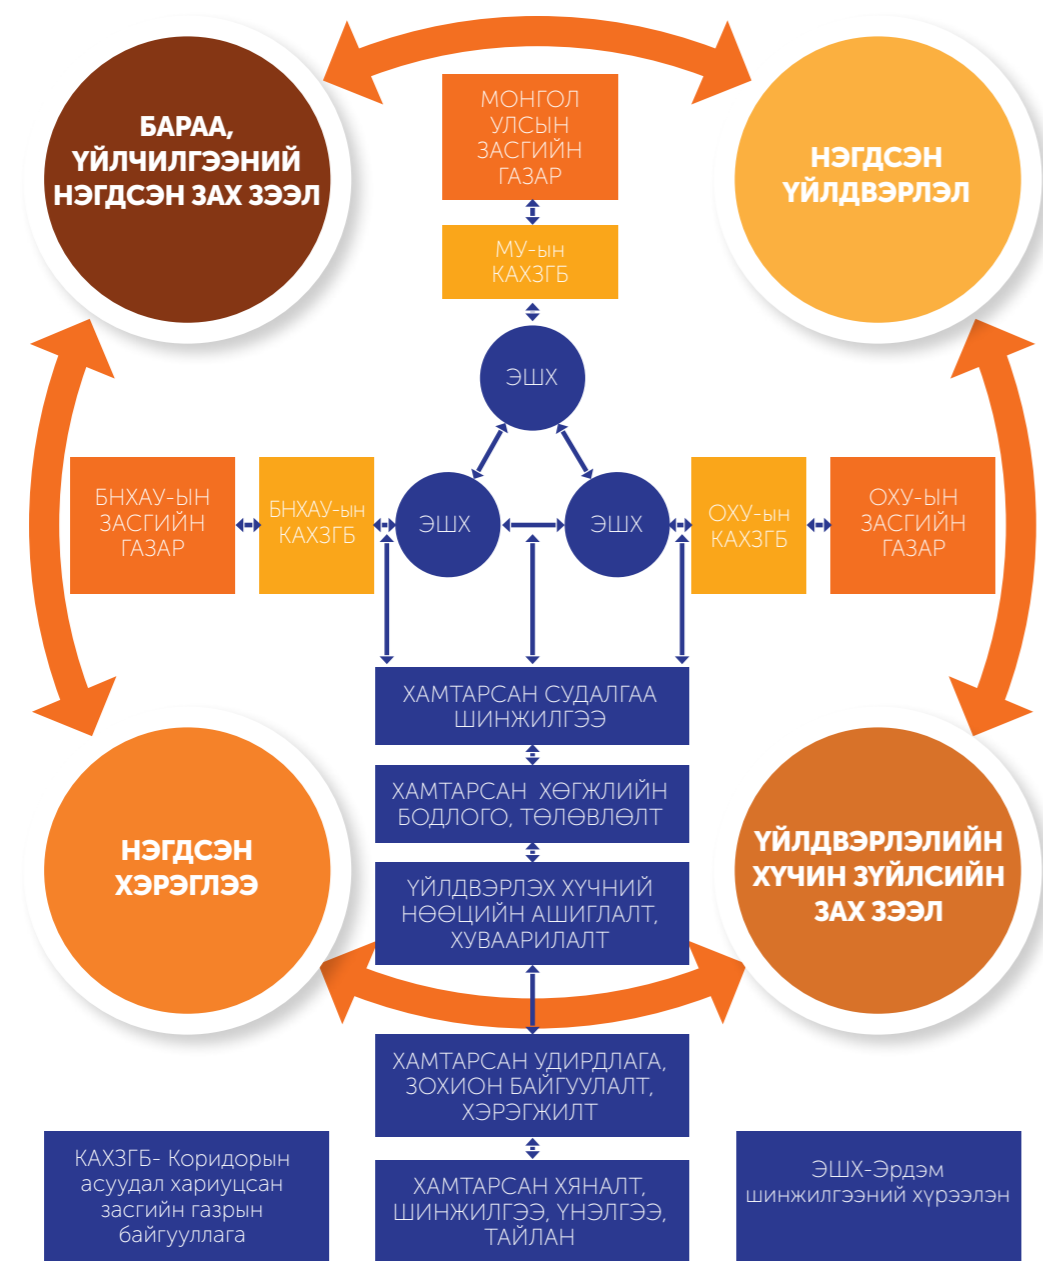 БАРАА,
ҮЙЛЧИЛГЭЭНИЙ
НЭГДСЭН ЗАХ ЗЭЭЛ
МОНГОЛ
УЛСЫН
ЗАСГИЙН
ГАЗАР
НЭГДСЭН
ҮЙЛДВЭРЛЭЛ
МУ-ын
КАХЗГБ
ЭШХ
БНХАУ-ЫН
ЗАСГИЙН
ГАЗАР
БНХАУ-ын
КАХЗГБ
ЭШХ
ЭШХ
ОХУ-ын
КАХЗГБ
ОХУ-ЫН
ЗАСГИЙН
ГАЗАР
ХАМТАРСАН СУДАЛГАА
ШИНЖИЛГЭЭ
ХАМТАРСАН ХӨГЖЛИЙН
БОДЛОГО, ТӨЛӨВЛӨЛТ
НЭГДСЭН
ХЭРЭГЛЭЭ
ҮЙЛДВЭРЛЭХ ХҮЧНИЙ
НӨӨЦИЙН АШИГЛАЛТ,
ХУВААРИЛАЛТ
ҮЙЛДВЭРЛЭЛИЙН
ХҮЧИН ЗҮЙЛСИЙН
ЗАХ ЗЭЭЛ
ХАМТАРСАН УДИРДЛАГА,
ЗОХИОН БАЙГУУЛАЛТ,
ХЭРЭГЖИЛТ
КАХЗГБ- Коридорын
асуудал хариуцсан
засгийн газрын
байгууллага
ХАМТАРСАН ХЯНАЛТ,
ШИНЖИЛГЭЭ, ҮНЭЛГЭЭ,
ТАЙЛАН
ЭШХ-Эрдэм
шинжилгээний хүрээлэн